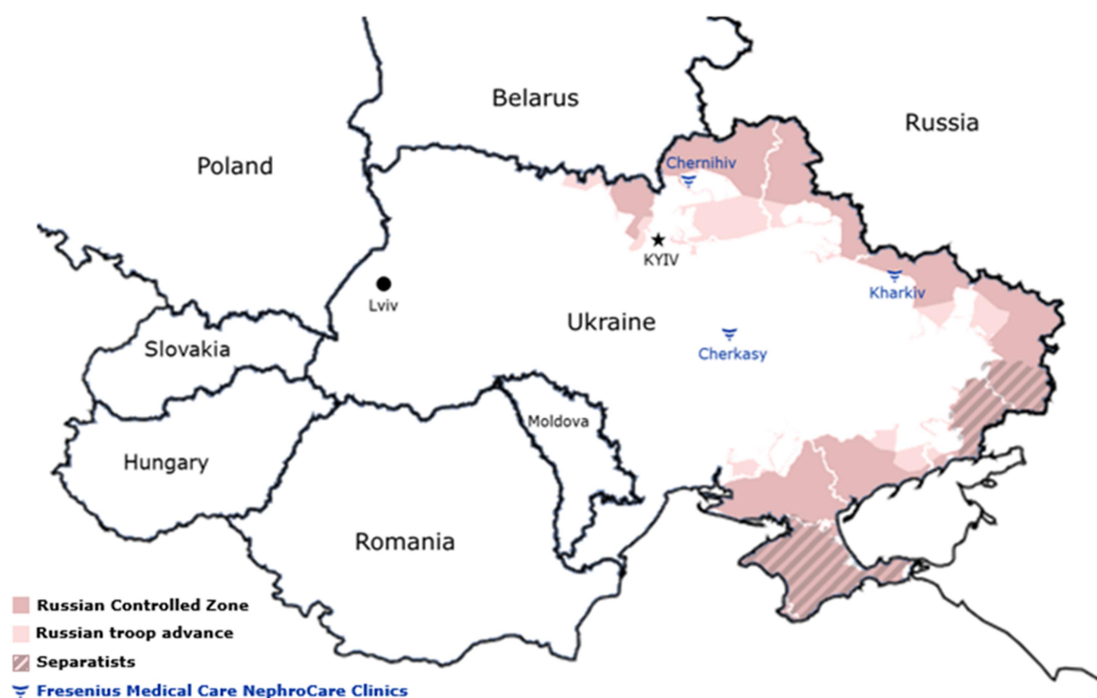 Belarus
Russia
Poland
Chernihiv
KYIV
Kharkiv
Lviv
Ukraine
Slovakia
Cherkasy
Moldova
Hungary
Romania
Russian Controlled Zone
Russian troop advance
Separatists
Fresenius Medical Care NephroCare Clinics